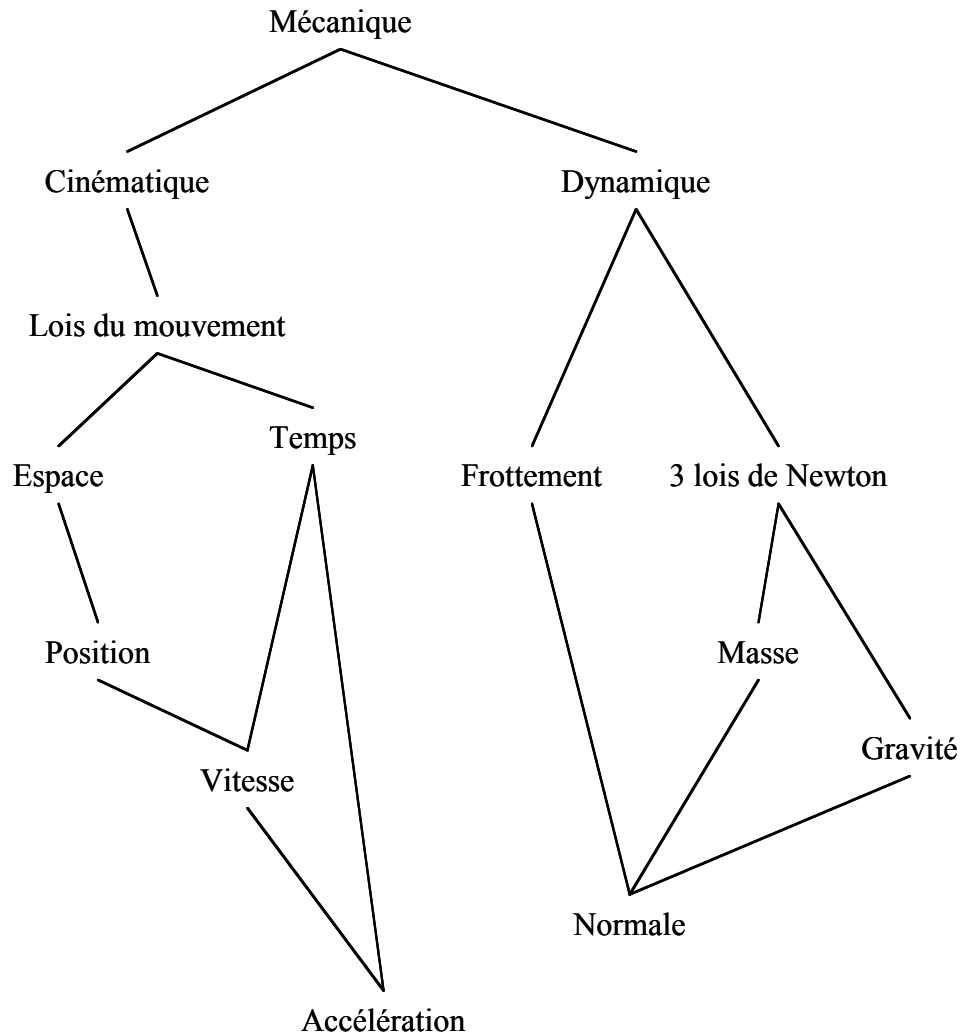 Mécanique
Cinématique
Dynamique
Lois du mouvement
Temps
Espace
Frottement
3 lois de Newton
Position
Masse
Gravité
Vitesse
Normale
Accélération